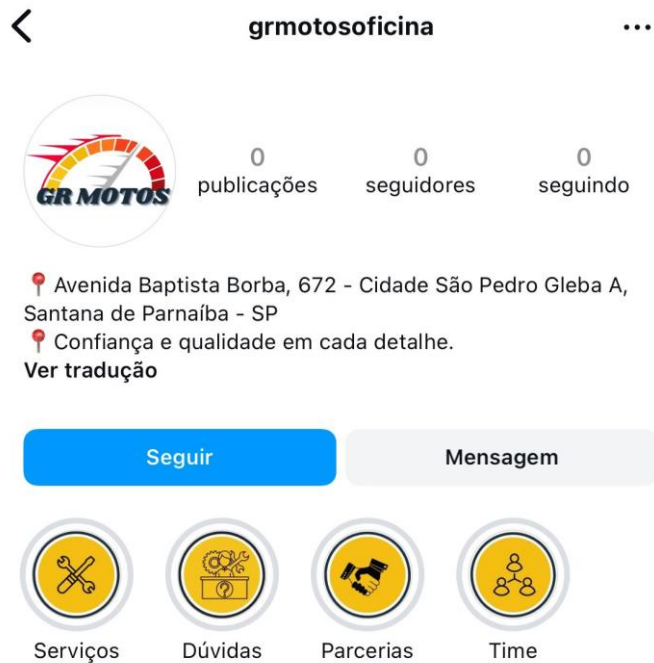 grmotosoficina
GR MOTOS
0
publicações
0
seguidores
0
seguindo
📍 Avenida Baptista Borba, 672 - Cidade São Pedro Gleba A,
Santana de Parnaíba - SP
📍 Confiança e qualidade em cada detalhe.
Ver tradução
Seguir
Mensagem
?
Serviços
Dúvidas
Parcerias
Time